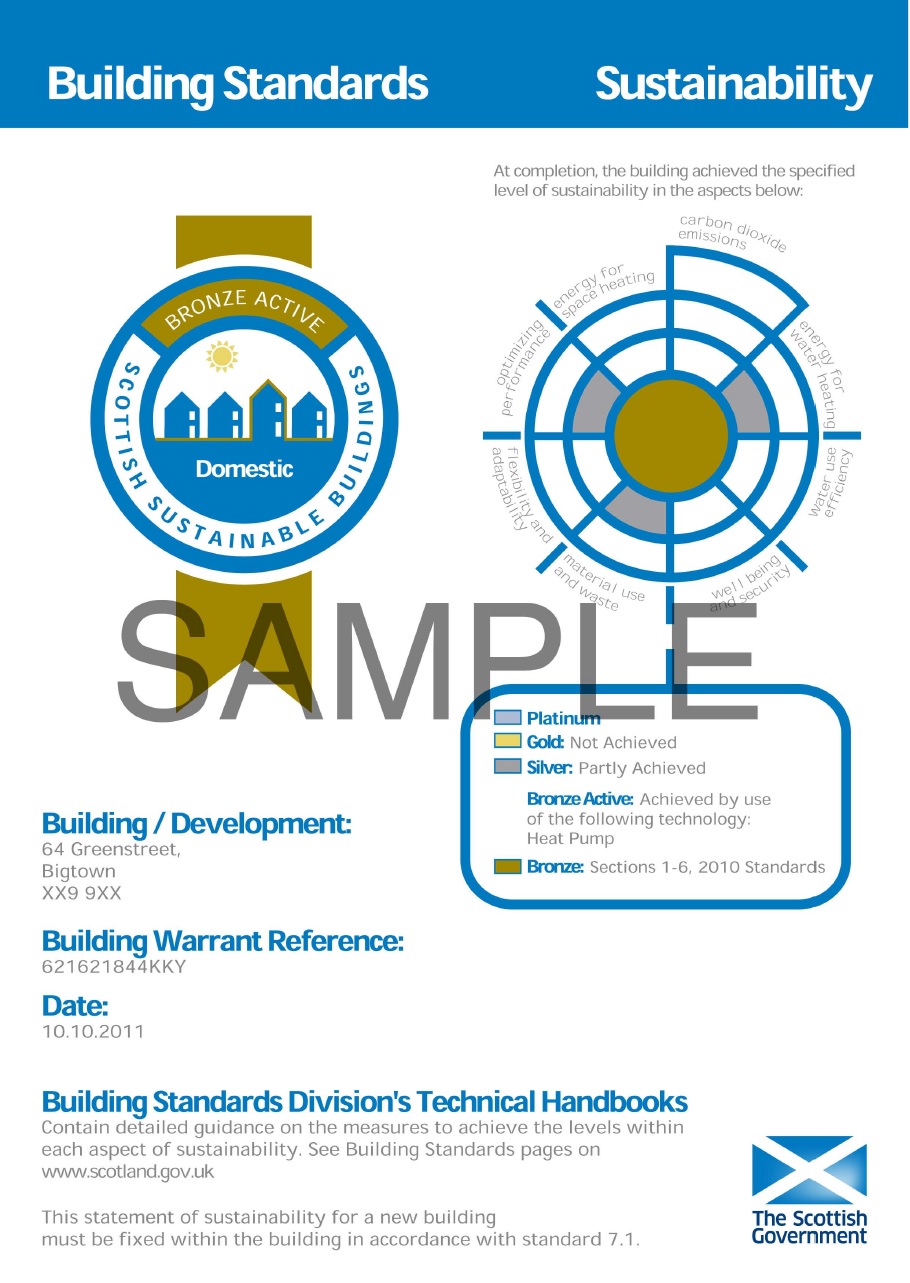 Building Standards
Sustainability
At completion, the building achieved the specified
level of sustainability in the aspects below:
BRONZE ACTIVE
SCOTTISH SUSTAINABLE BUILDINGS
Domestic
carbon dioxide
emissions
energy for
water heating
water use
efficiency
well being
and security
material use
and waste
flexibility and
adaptability
optimizing
performance
energy for
space heating
SAMPLE
Platinum
Gold: Not Achieved
Silver: Partly Achieved
Bronze Active: Achieved by use
of the following technology:
Heat Pump
Bronze: Sections 1-6, 2010 Standards
Building / Development:
64 Greenstreet,
Bigtown
XX9 9XX
Building Warrant Reference:
621621844KKY
Date:
10.10.2011
Building Standards Division's Technical Handbooks
Contain detailed guidance on the measures to achieve the levels within
each aspect of sustainability. See Building Standards pages on
www.scotland.gov.uk
This statement of sustainability for a new building
must be fixed within the building in accordance with standard 7.1.
The Scottish
Government